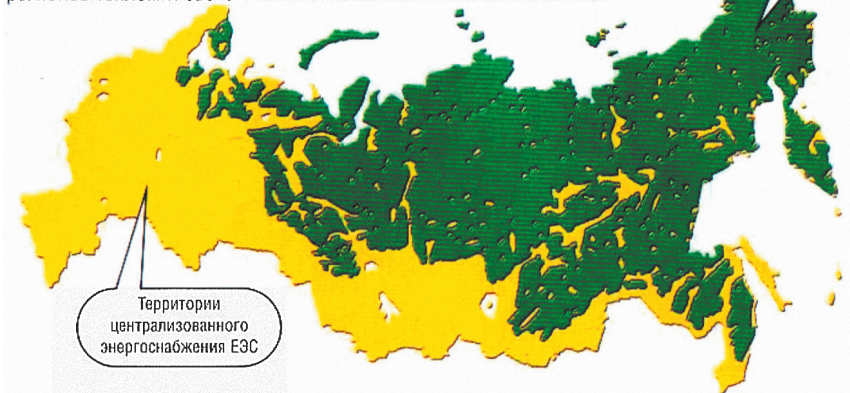 Территории
централизованного
энергоснабжения ЕЭС